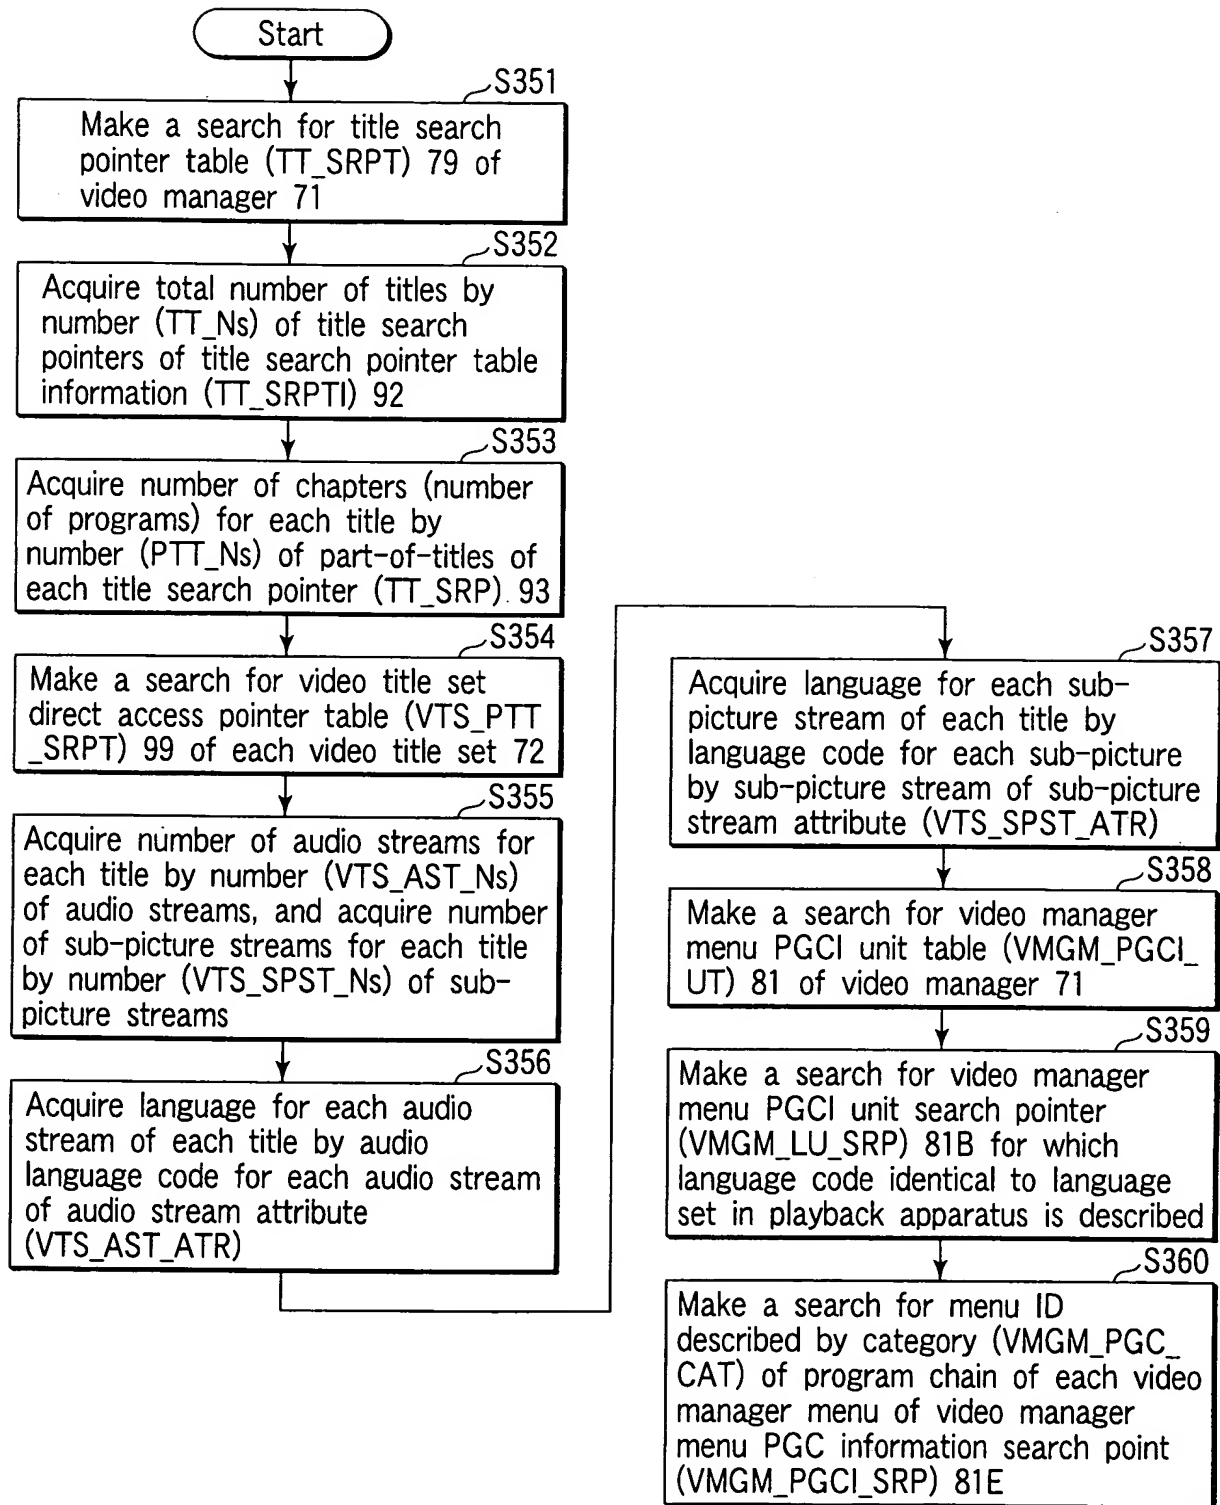 Start
S351
Make a search for title search
pointer table (TT_SRPT) 79 of
video manager 71
S352
Acquire total number of titles by
number (TT_Ns) of title search
pointers of title search pointer table
information (TT_SRPTI) 92
S353
Acquire number of chapters (number
of programs) for each title by
number (PTT_Ns) of part-of-titles of
each title search pointer (TT_SRP) 93
S354
Make a search for video title set
direct access pointer table (VTS_PTT
_SRPT) 99 of each video title set 72
S355
Acquire number of audio streams for
each title by number (VTS_AST_Ns)
of audio streams, and acquire number
of sub-picture streams for each title
by number (VTS_SPST_Ns) of sub-
picture streams
S356
Acquire language for each audio
stream of each title by audio
language code for each audio stream
of audio stream attribute
(VTS_AST_ATR)
S357
Acquire language for each sub-
picture stream of each title by
language code for each sub-picture
by sub-picture stream of sub-picture
stream attribute (VTS_SPST_ATR)
S358
Make a search for video manager
menu PGCI unit table (VMGM_PGCI_
UT) 81 of video manager 71
S359
Make a search for video manager
menu PGCI unit search pointer
(VMGM_LU_SRP) 81B for which
language code identical to language
set in playback apparatus is described
S360
Make a search for menu ID
described by category (VMGM_PGC_
CAT) of program chain of each video
manager menu of video manager
menu PGC information search point
(VMGM_PGCI_SRP) 81E